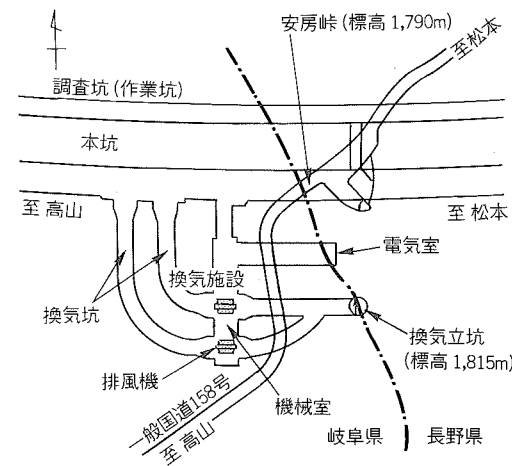 安房峠(標高1,790m)
至松本
調査坑(作業坑)
本坑
至高山
至松本
電気室
換気施設
換気坑
換気立坑
(標高1,815m)
排風機
機械室
一般国道158号
至高山
岐阜県
長野県